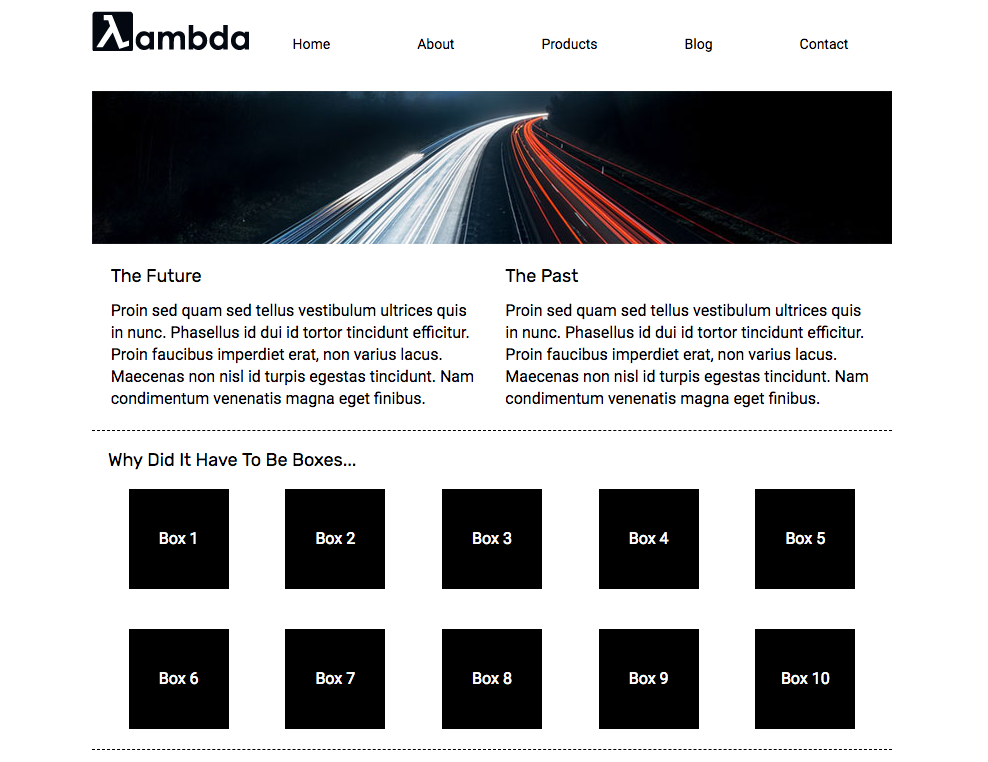 λambda
Home About Products Blog Contact
The Future
Proin sed quam sed tellus vestibulum ultrices quis
in nunc. Phasellus id dui id tortor tincidunt efficitur.
Proin faucibus imperdiet erat, non varius lacus.
Maecenas non nisl id turpis egestas tincidunt. Nam
condimentum venenatis magna eget finibus.
The Past
Proin sed quam sed tellus vestibulum ultrices quis
in nunc. Phasellus id dui id tortor tincidunt efficitur.
Proin faucibus imperdiet erat, non varius lacus.
Maecenas non nisl id turpis egestas tincidunt. Nam
condimentum venenatis magna eget finibus.
Why Did It Have To Be Boxes...
Box 1 Box 2 Box 3 Box 4 Box 5
Box 6 Box 7 Box 8 Box 9 Box 10